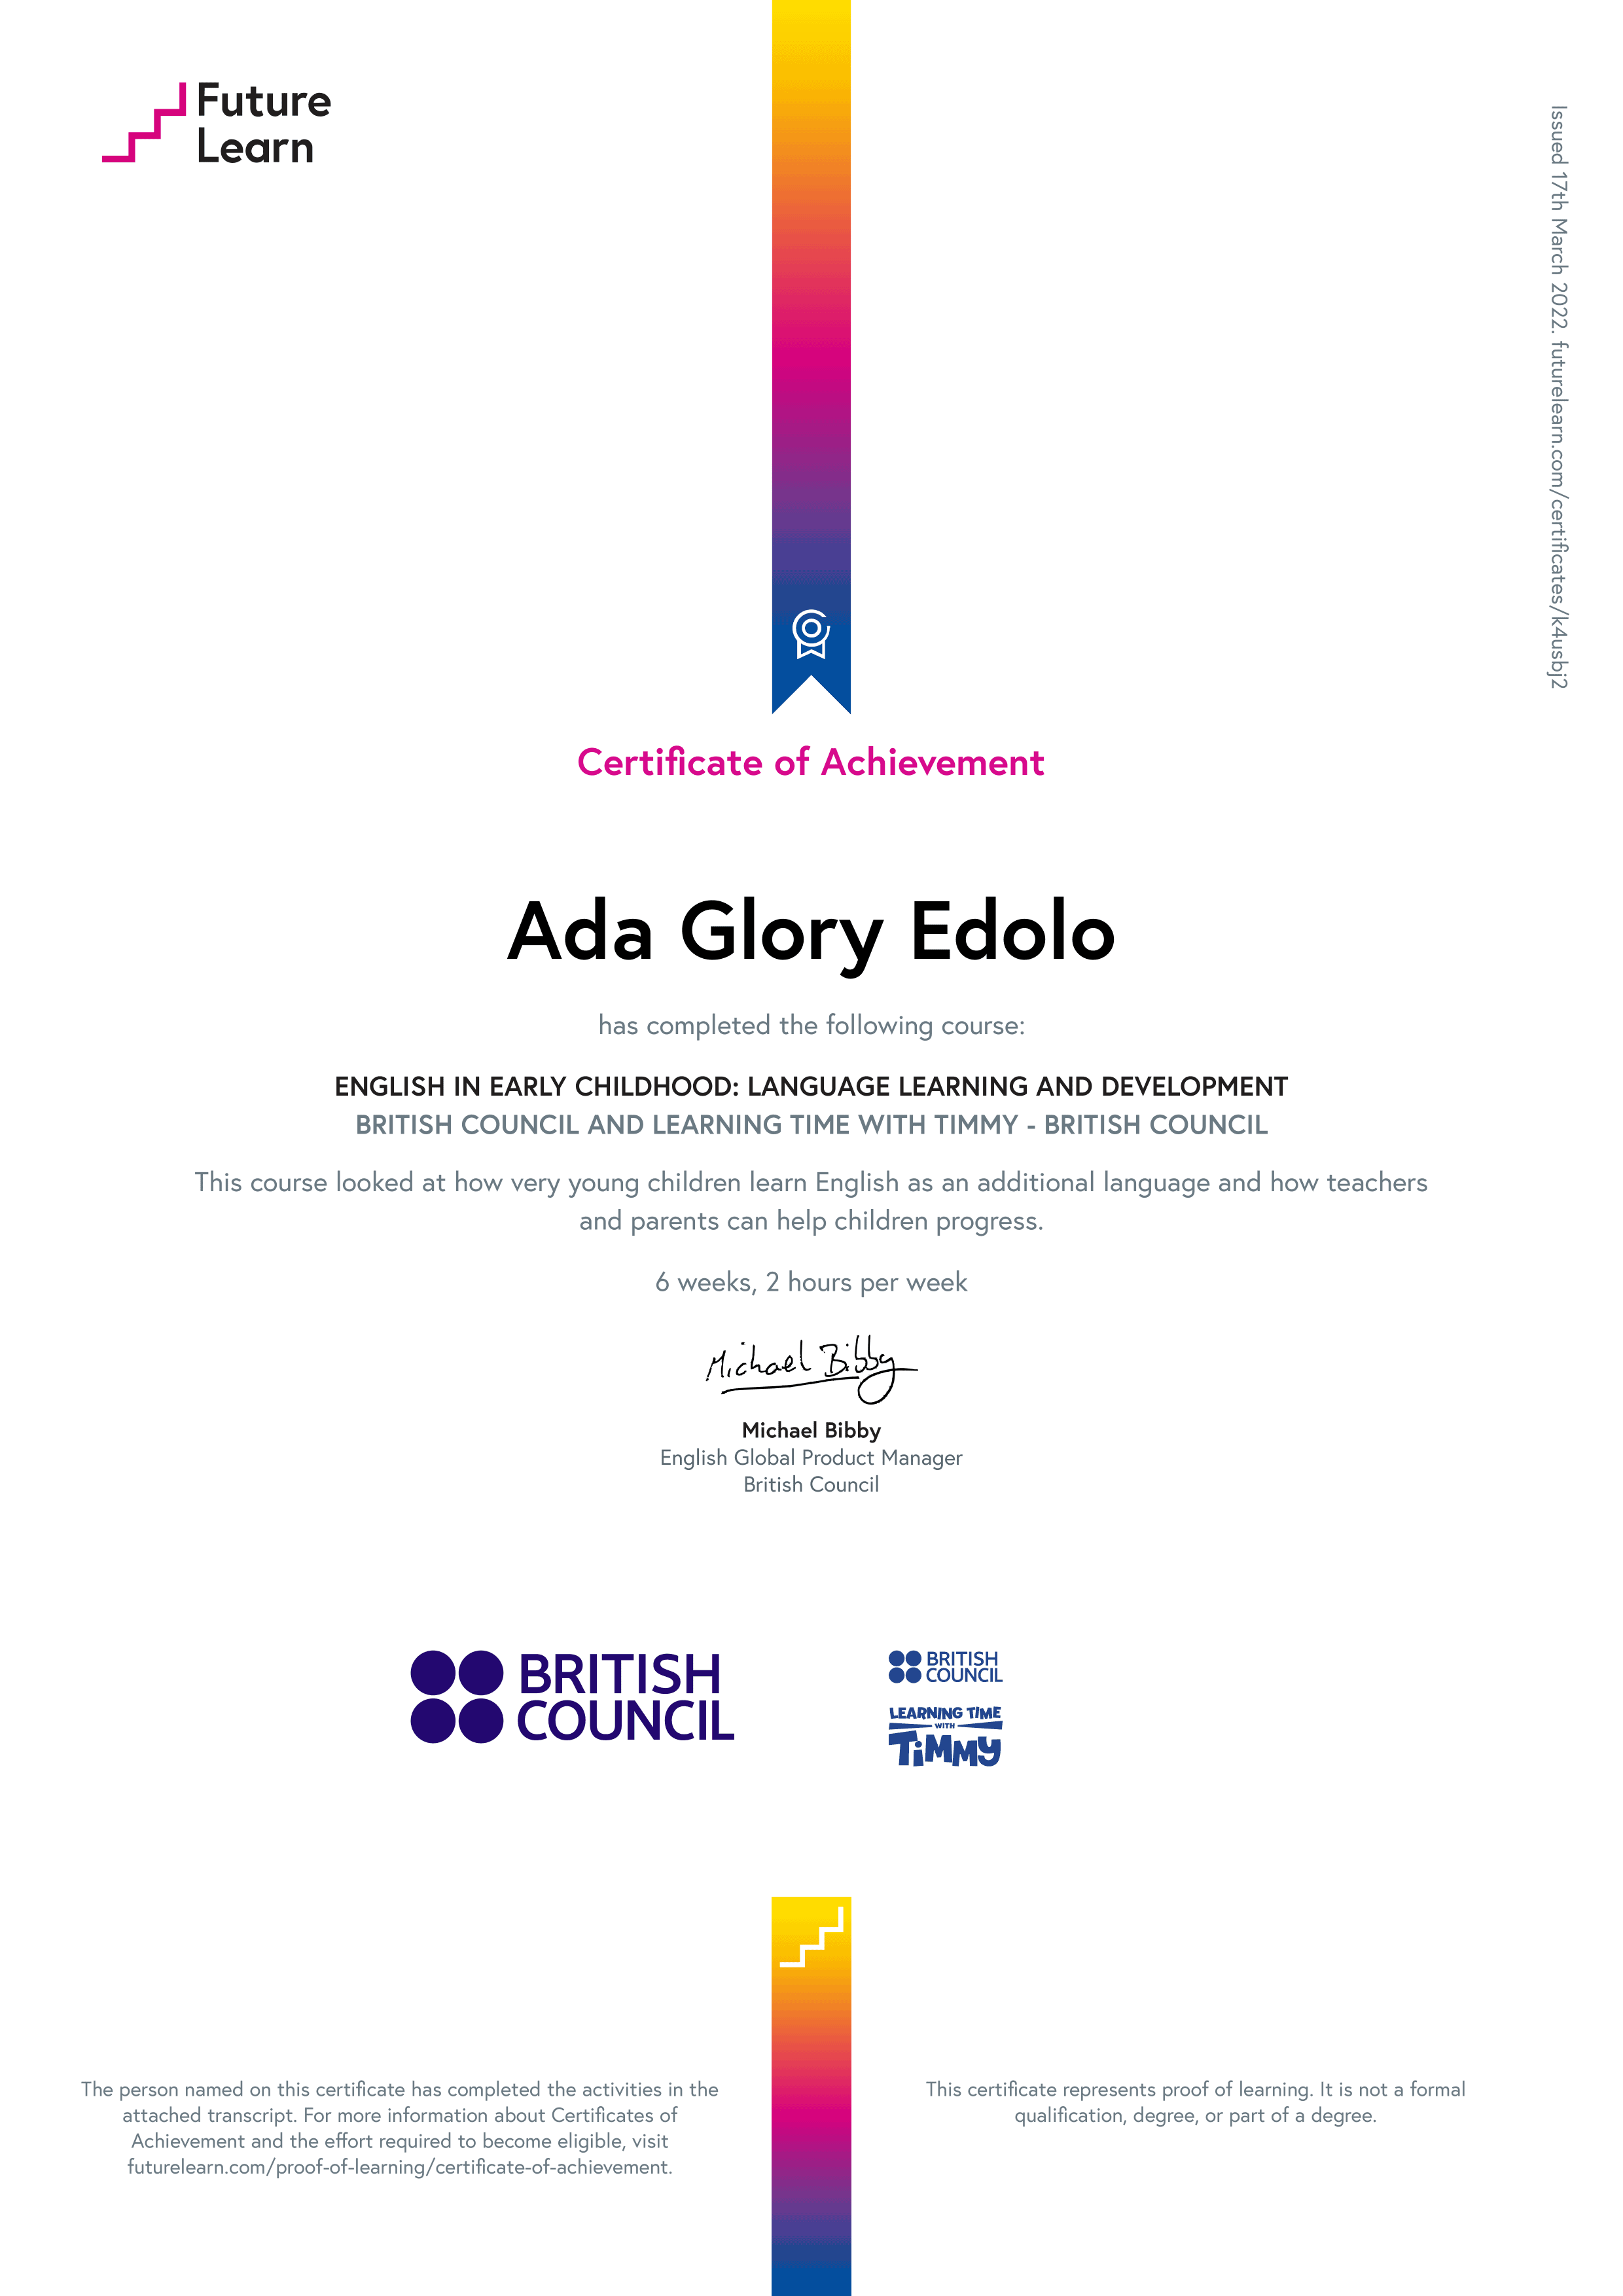 Future
Learn
Issued 17th March 2022. futurelearn.com/certificates/k4usbj2
Certificate of Achievement
Ada Glory Edolo
has completed the following course:
ENGLISH IN EARLY CHILDHOOD: LANGUAGE LEARNING AND DEVELOPMENT
BRITISH COUNCIL AND LEARNING TIME WITH TIMMY - BRITISH COUNCIL
This course looked at how very young children learn English as an additional language and how teachers
and parents can help children progress.
6 weeks, 2 hours per week
Michael Bibby
Michael Bibby
English Global Product Manager
British Council
BRITISH
COUNCIL
BRITISH
COUNCIL
LEARNING TIME
WITH
TiMMY
The person named on this certificate has completed the activities in the
attached transcript. For more information about Certificates of
Achievement and the effort required to become eligible, visit
futurelearn.com/proof-of-learning/certificate-of-achievement.
This certificate represents proof of learning. It is not a formal
qualification, degree, or part of a degree.